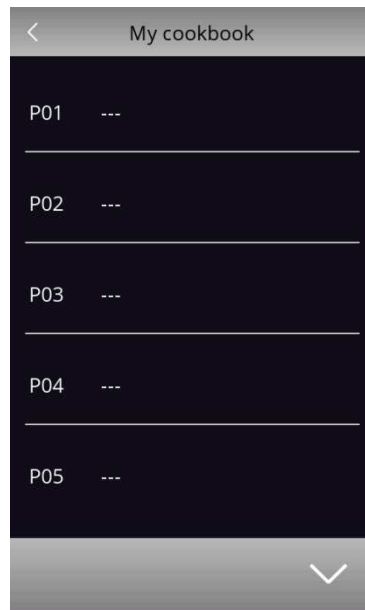 My cookbook
P01 ---
P02 ---
P03 ---
P04 ---
P05 ---